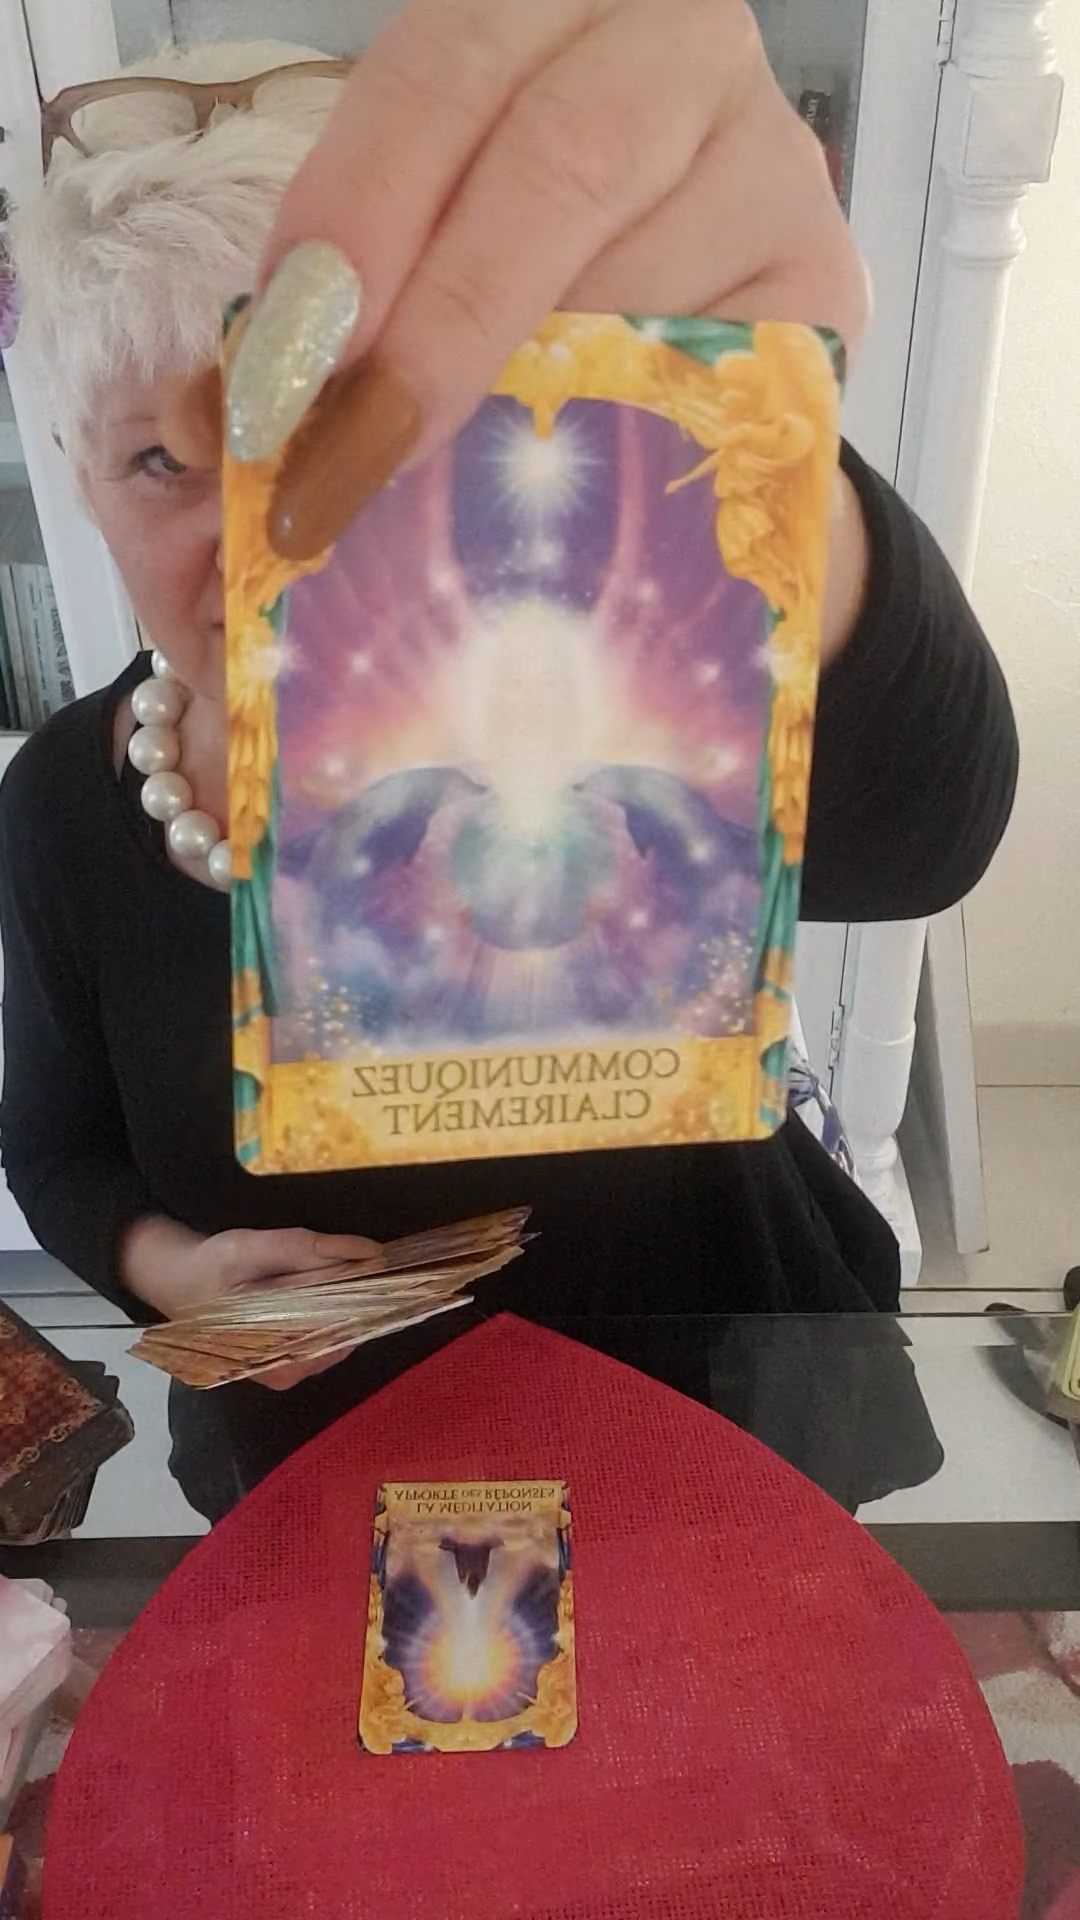 COMMUNIQUEZ
CLAIREMENT
LA MÉDITATION
APPORTE DES RÉPONSES